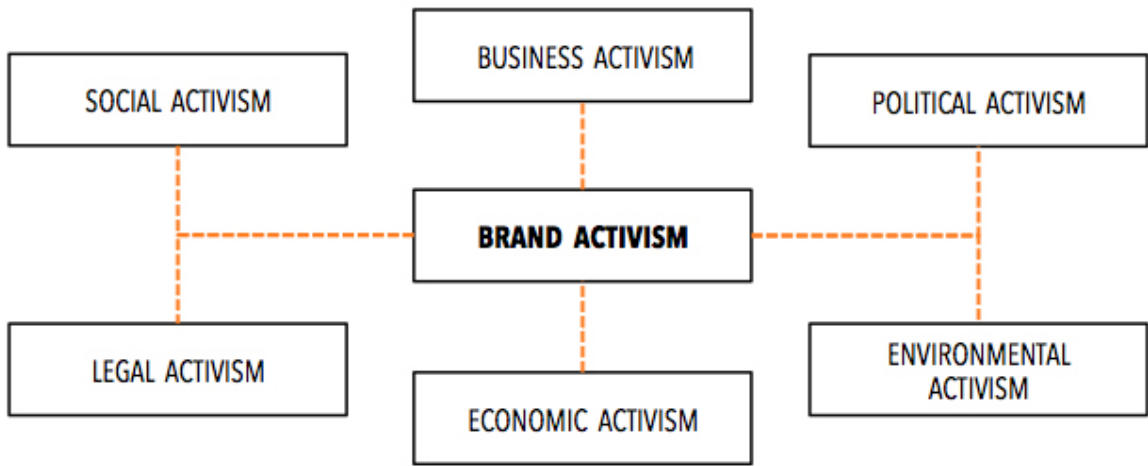 BUSINESS ACTIVISM
SOCIAL ACTIVISM
POLITICAL ACTIVISM
BRAND ACTIVISM
LEGAL ACTIVISM
ENVIRONMENTAL
ACTIVISM
ECONOMIC ACTIVISM